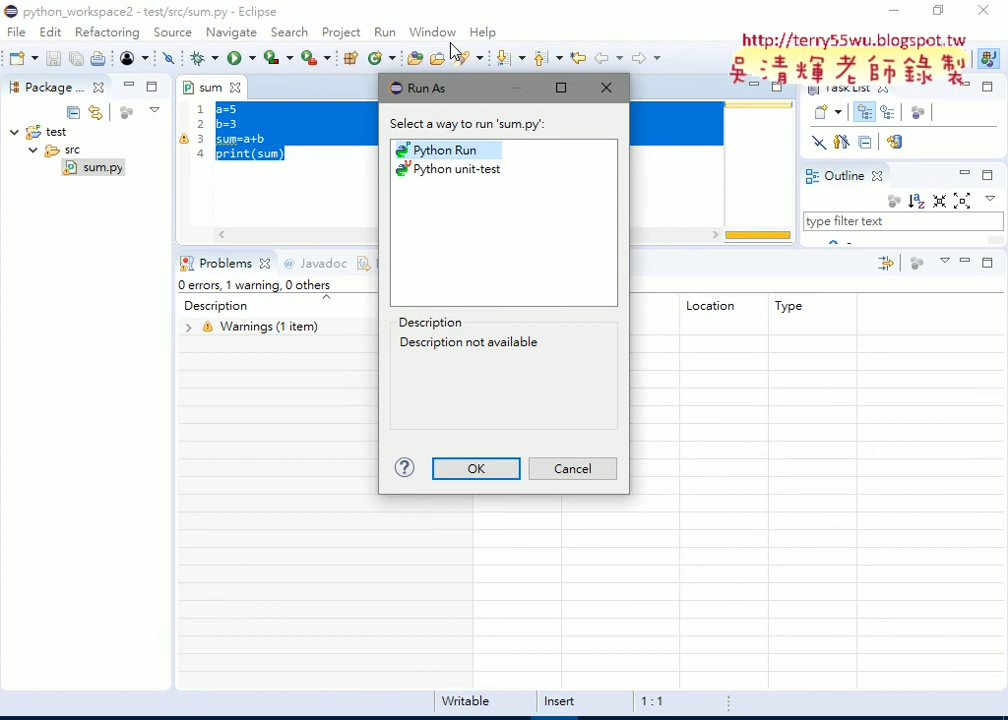 python_workspace2 - test/src/sum.py - Eclipse
File Edit Refactoring Source Navigate Search Project Run Window Help
http://terry55wu.blogspot.tw
吳清輝老師錄製
Package ...
sum
Task List
test
src
sum.py
1 a=5
2 b=3
3 sum=a+b
4 print(sum)
Run As
Select a way to run 'sum.py':
Python Run
Python unit-test
Description
Description not available
OK
Cancel
Outline
type filter text
Problems
@ Javadoc
0 errors, 1 warning, 0 others
Description
Location
Type
Warnings (1 item)
Writable
Insert
1 : 1